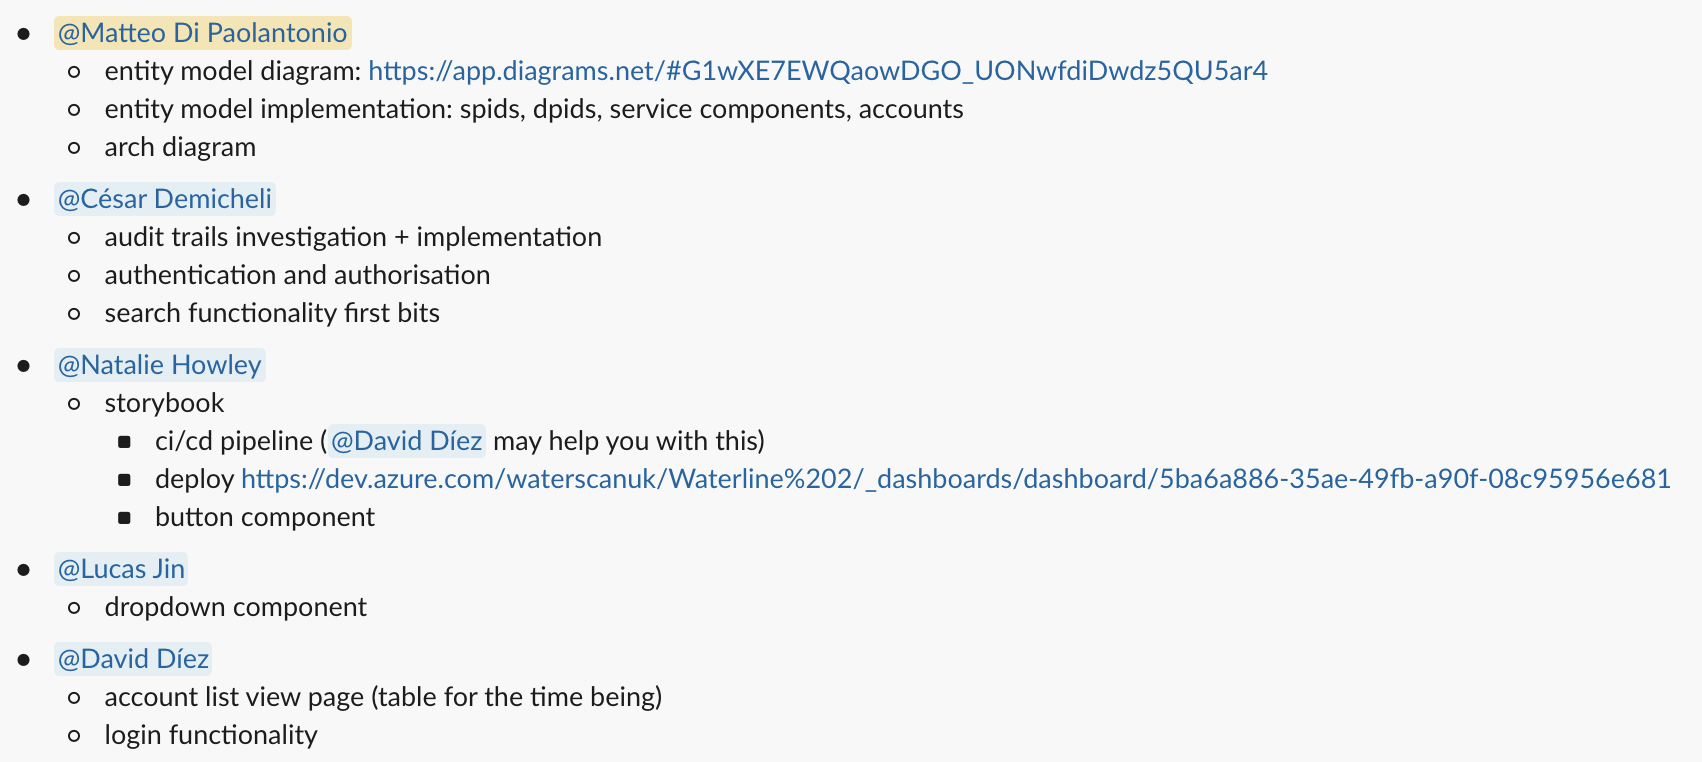 @Matteo Di Paolantonio
entity model diagram: https://app.diagrams.net/#G1wXE7EWQaowDGO_UONwfdiDwdz5QU5ar4
entity model implementation: spids, dpids, service components, accounts
arch diagram
@César Demicheli
audit trails investigation + implementation
authentication and authorisation
search functionality first bits
@Natalie Howley
storybook
ci/cd pipeline (@David Díez may help you with this)
deploy https://dev.azure.com/waterscanuk/Waterline%202/_dashboards/dashboard/5ba6a886-35ae-49fb-a90f-08c95956e681
button component
@Lucas Jin
dropdown component
@David Díez
account list view page (table for the time being)
login functionality